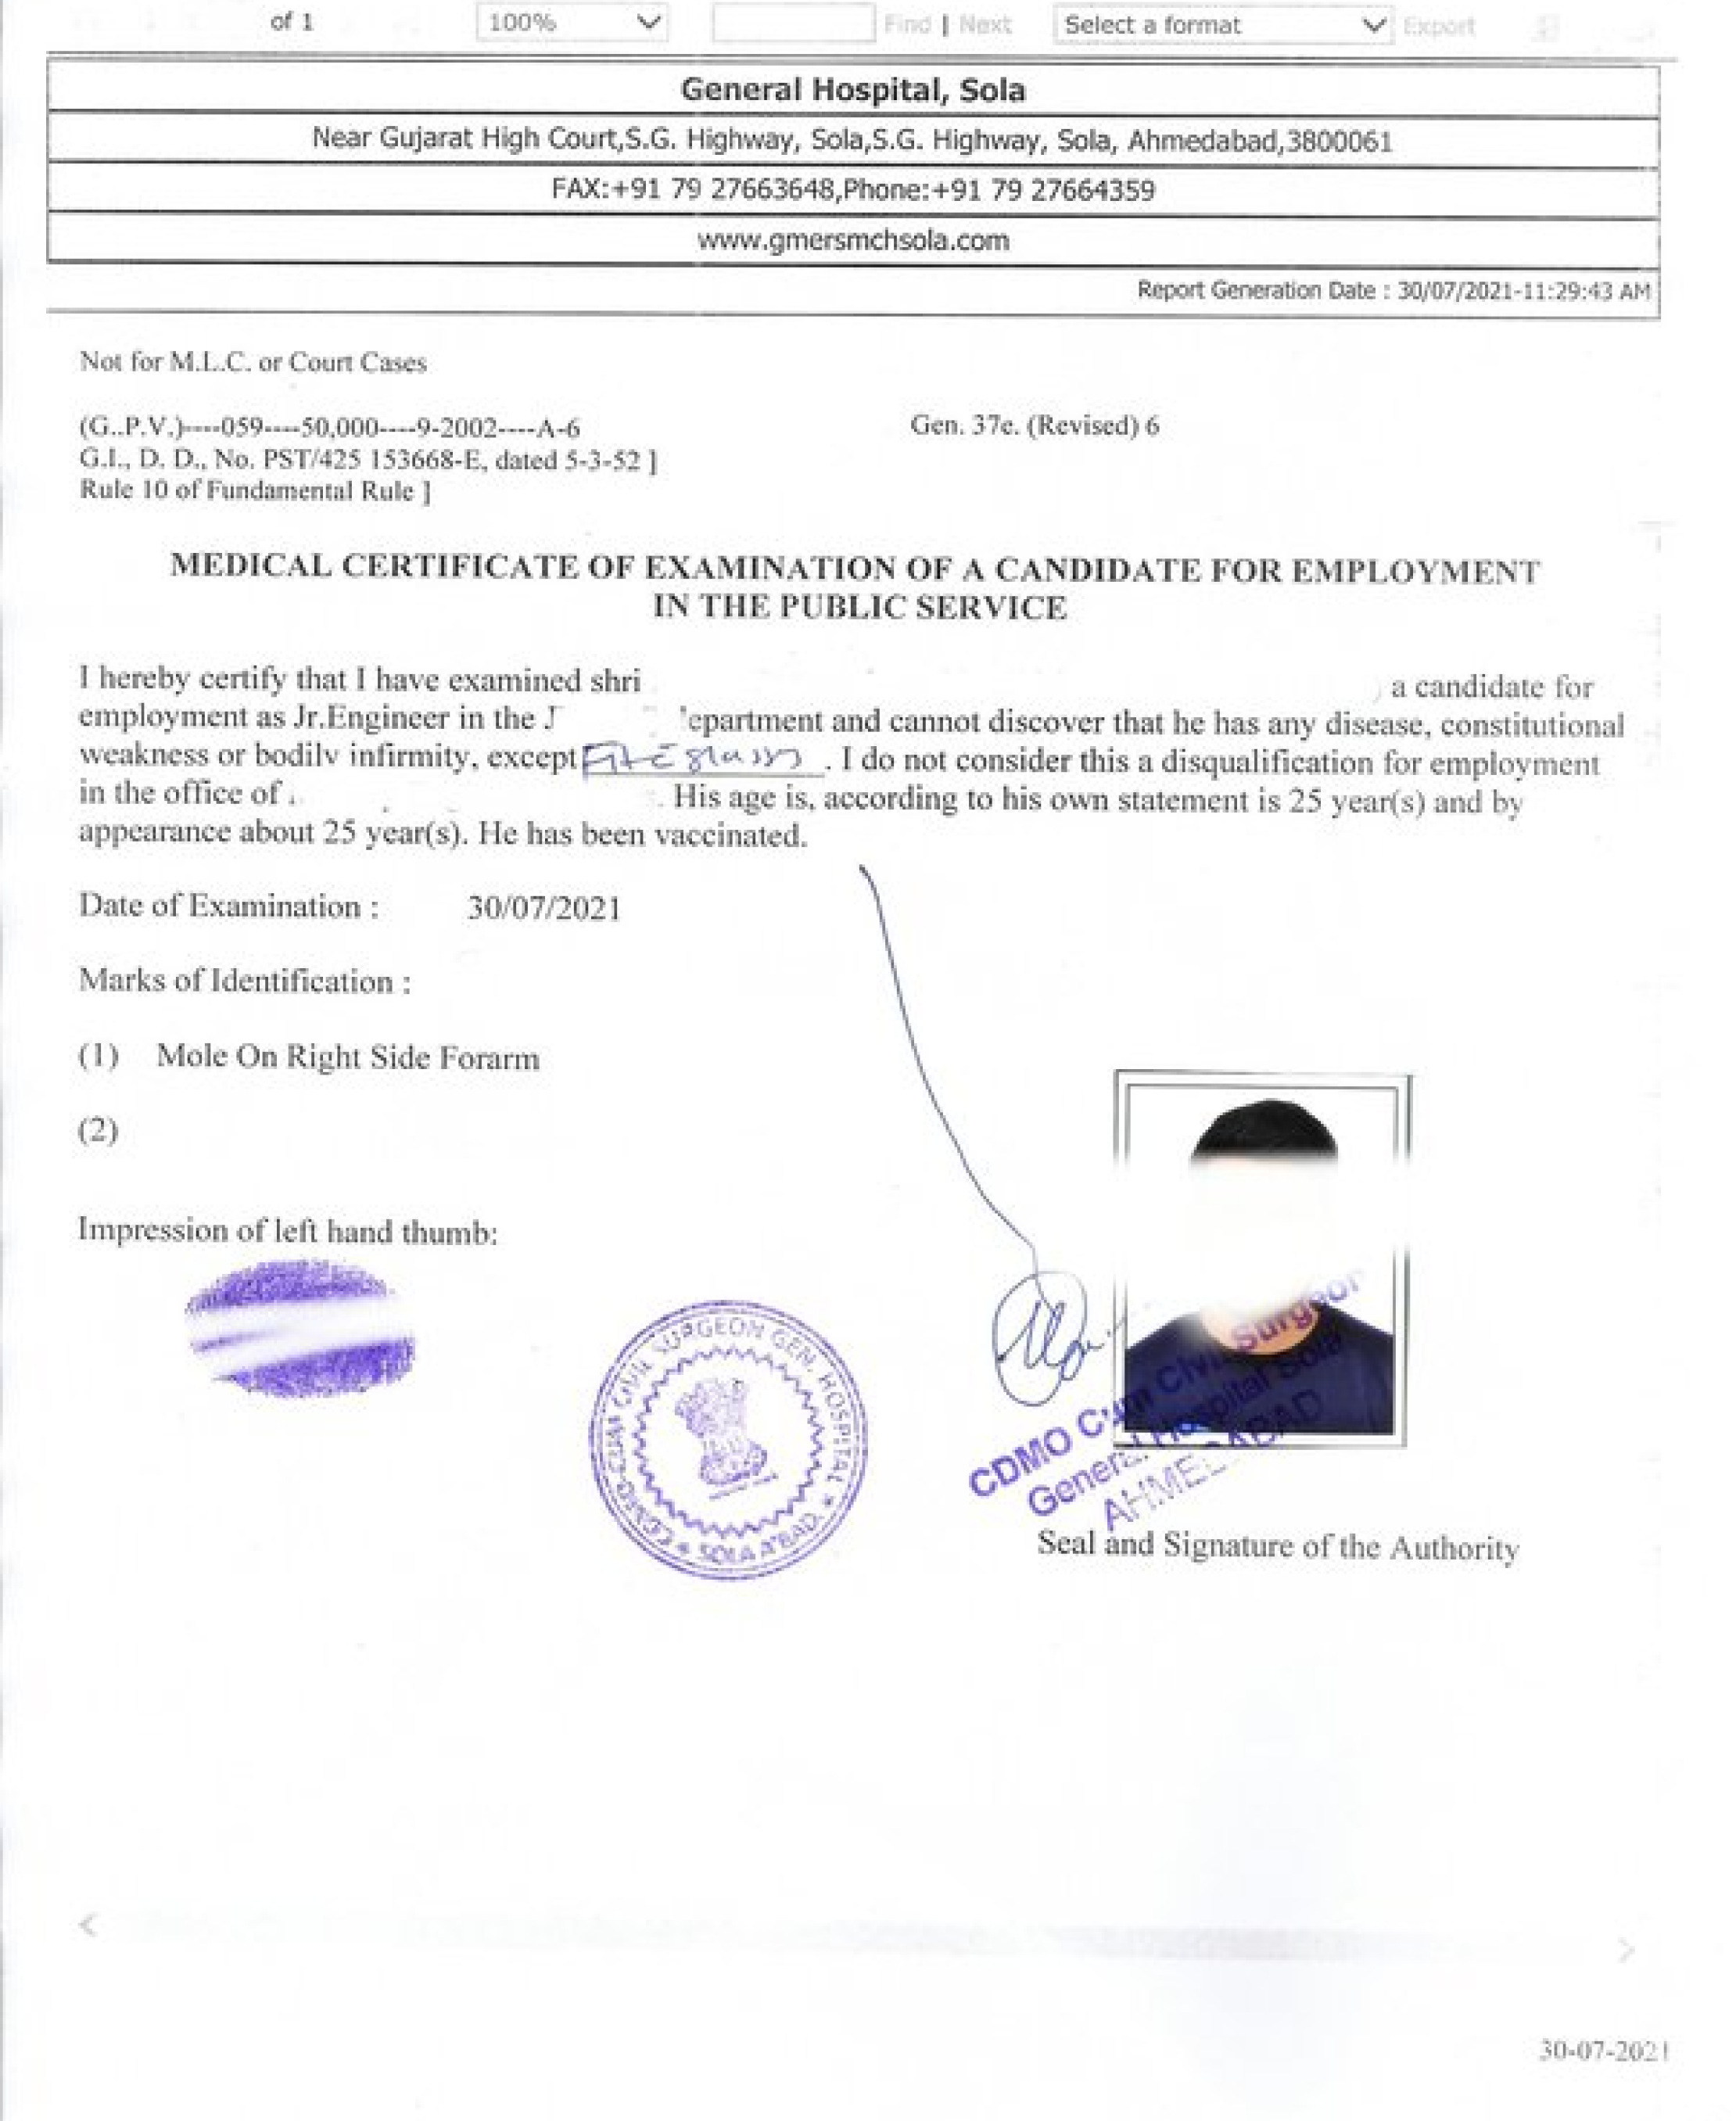 of 1 100% Find | Next Select a format Export
General Hospital, Sola
Near Gujarat High Court,S.G. Highway, Sola,S.G. Highway, Sola, Ahmedabad,3800061
FAX:+91 79 27663648,Phone:+91 79 27664359
www.gmersmchsola.com
Report Generation Date : 30/07/2021-11:29:43 AM
Not for M.L.C. or Court Cases
(G..P.V.)----059----50,000----9-2002----A-6 Gen. 37e. (Revised) 6
G.I., D. D., No. PST/425 153668-E, dated 5-3-52 ]
Rule 10 of Fundamental Rule ]
MEDICAL CERTIFICATE OF EXAMINATION OF A CANDIDATE FOR EMPLOYMENT
IN THE PUBLIC SERVICE
I hereby certify that I have examined shri a candidate for
employment as Jr.Engineer in the epartment and cannot discover that he has any disease, constitutional
weakness or bodily infirmity, except Fit c glasses . I do not consider this a disqualification for employment
in the office of . His age is, according to his own statement is 25 year(s) and by
appearance about 25 year(s). He has been vaccinated.
Date of Examination : 30/07/2021
Marks of Identification :
(1) Mole On Right Side Forarm
(2)
Impression of left hand thumb:
CDMO-CUM CIVIL SURGEON GEN. HOSPITAL * SOLA A'BAD. *
CDMO Cum Civil Surgeon
General Hospital Sola
AHMEDABAD
Seal and Signature of the Authority
< >
30-07-2021